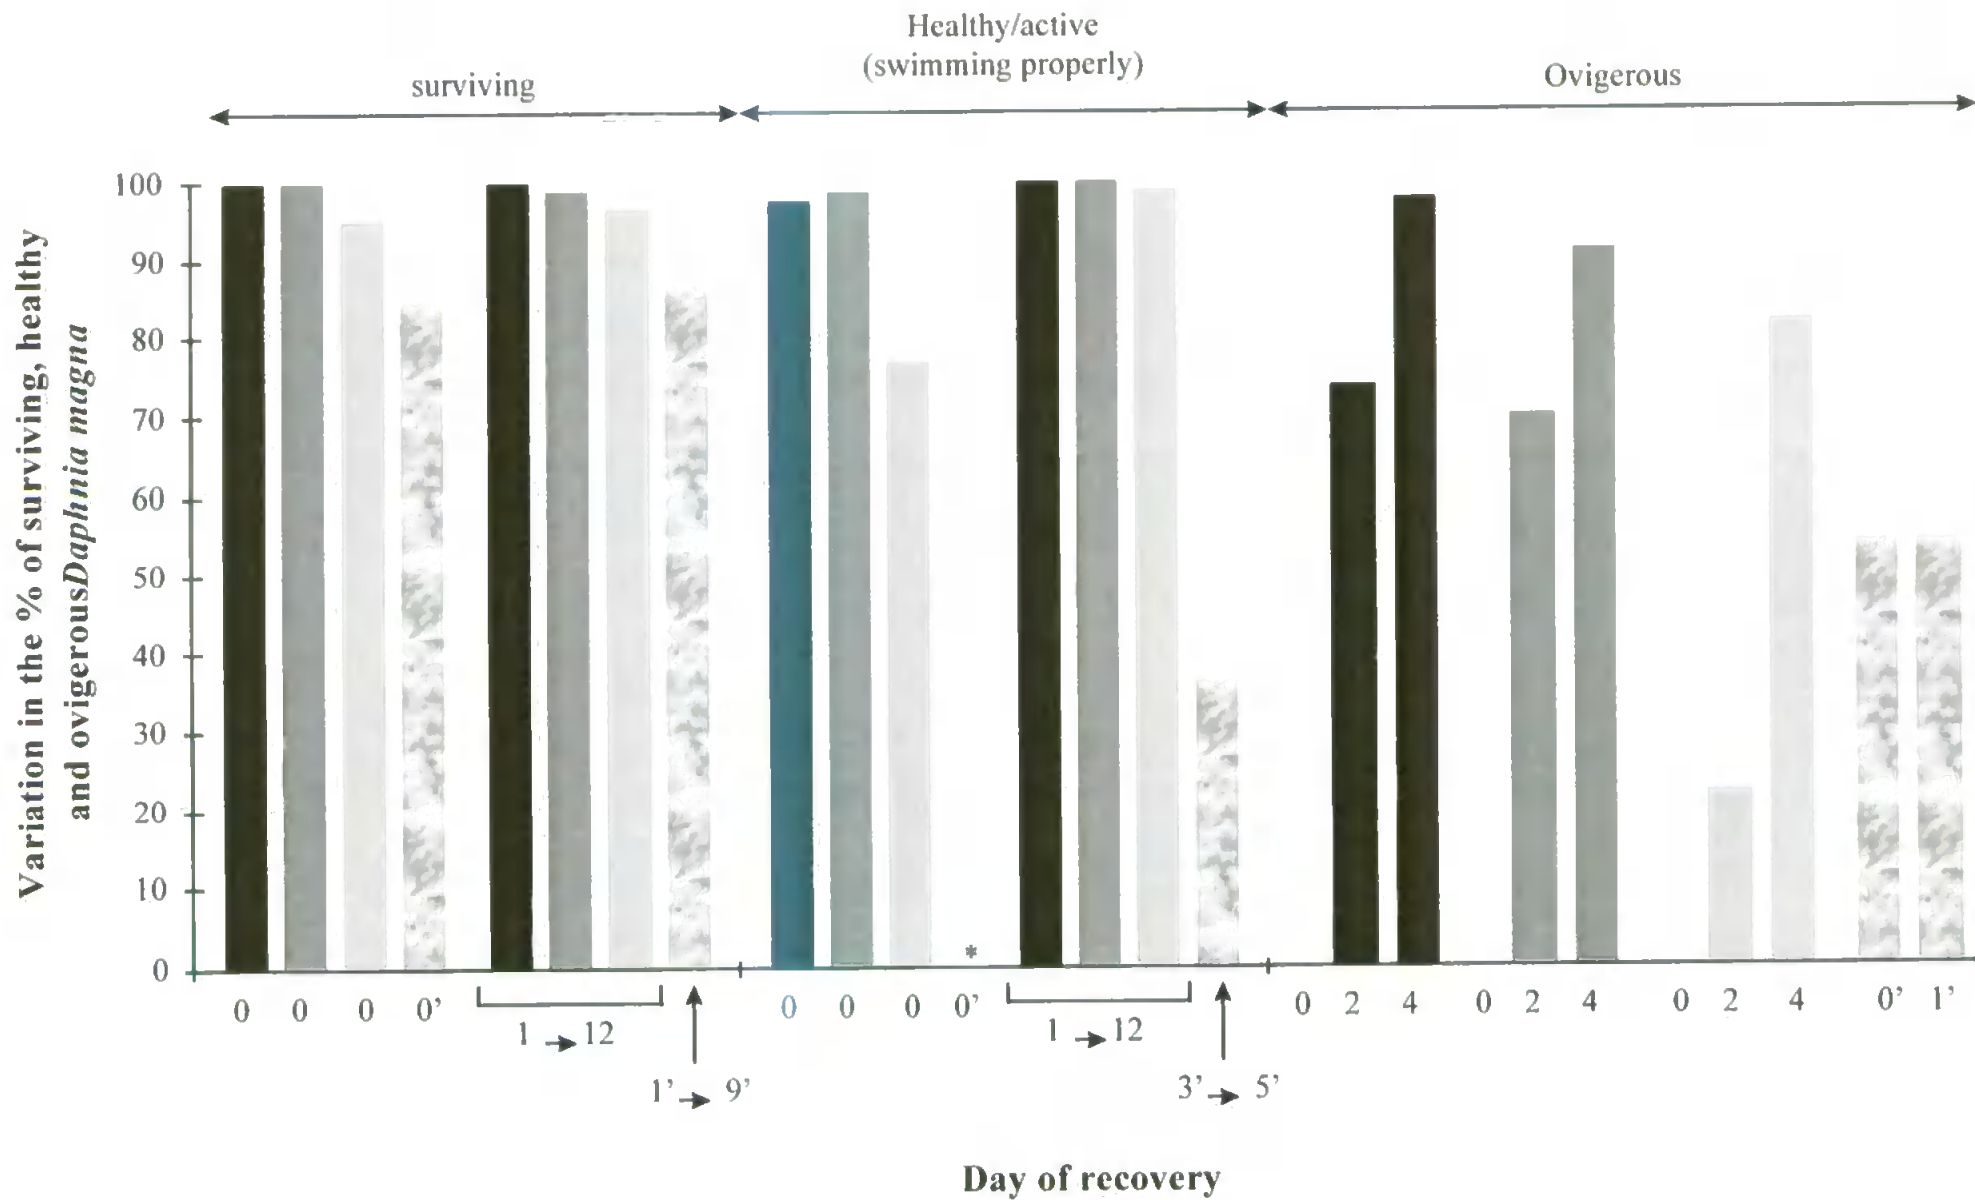 Healthy/active
(swimming properly)
surviving
Ovigerous
Variation in the % of surviving, healthy
and ovigerousDaphnia magna
100
90
80
70
60
50
40
30
20
10
0
*
0 0 0 0’ 0 0 0 0’ 0 2 4 0 2 4 0 2 4 0’ 1’
1 → 12 1 → 12
1’ → 9’ 3’ → 5’
Day of recovery